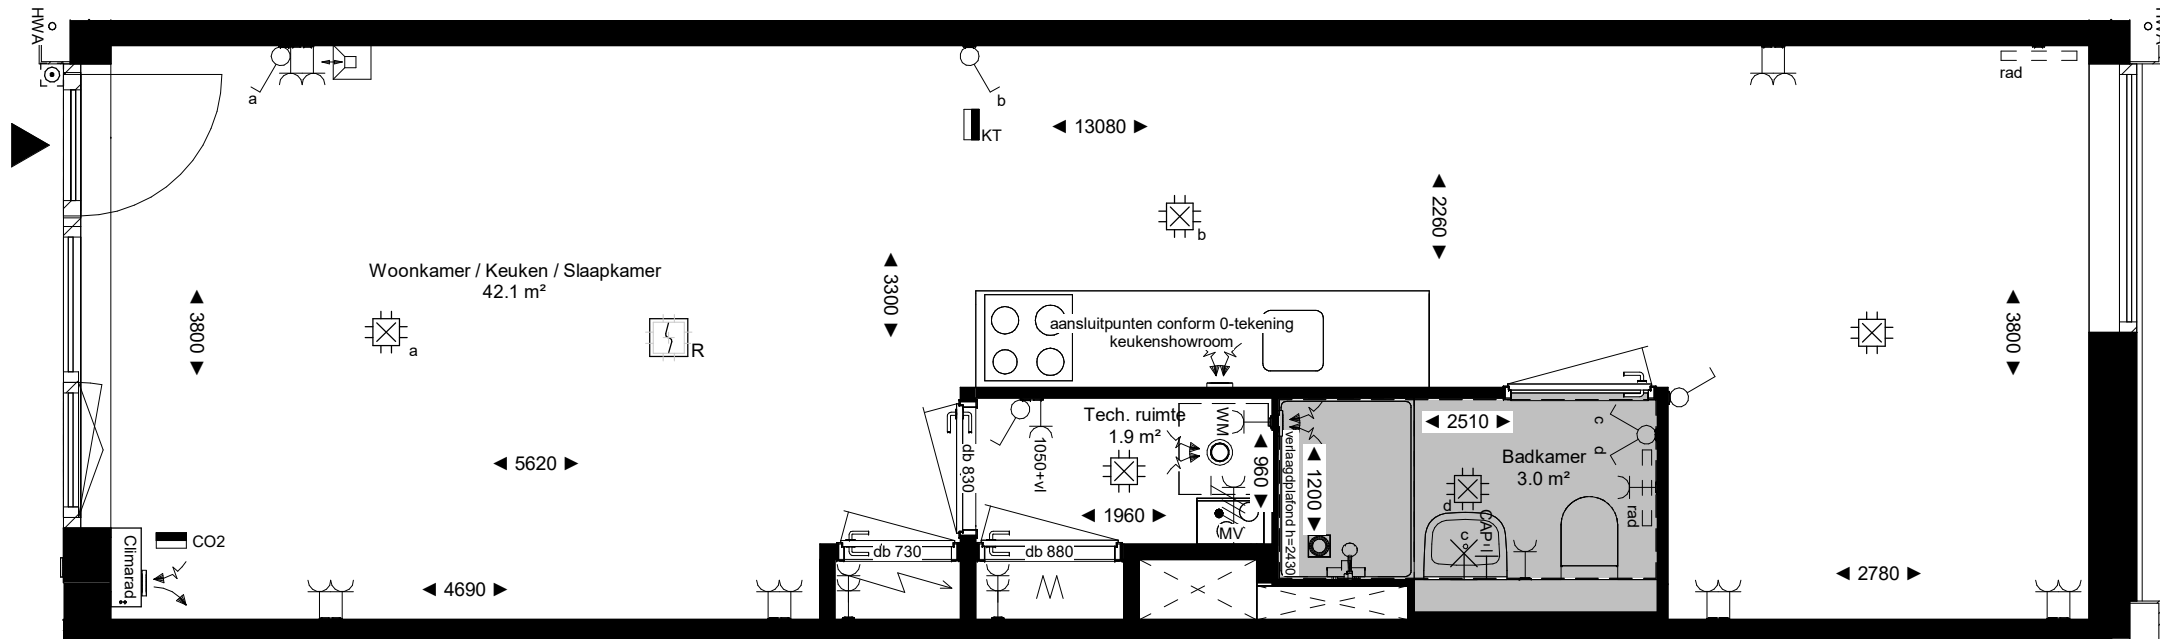 HWA
HWA
a
b
rad
KT
13080
b
2260
Woonkamer / Keuken / Slaapkamer
42.1 m²
3300
3800
3800
a
R
aansluitpunten conform 0-tekening
keukenshowroom
Tech. ruimte
1.9 m²
WM
2510
c
d
Badkamer
3.0 m²
5620
db 830
1050+vl
960
verlaagdplafond h=2430
1200
1960
MV
d
c
CAP
rad
Climarad
CO2
db 730
db 880
4690
2780